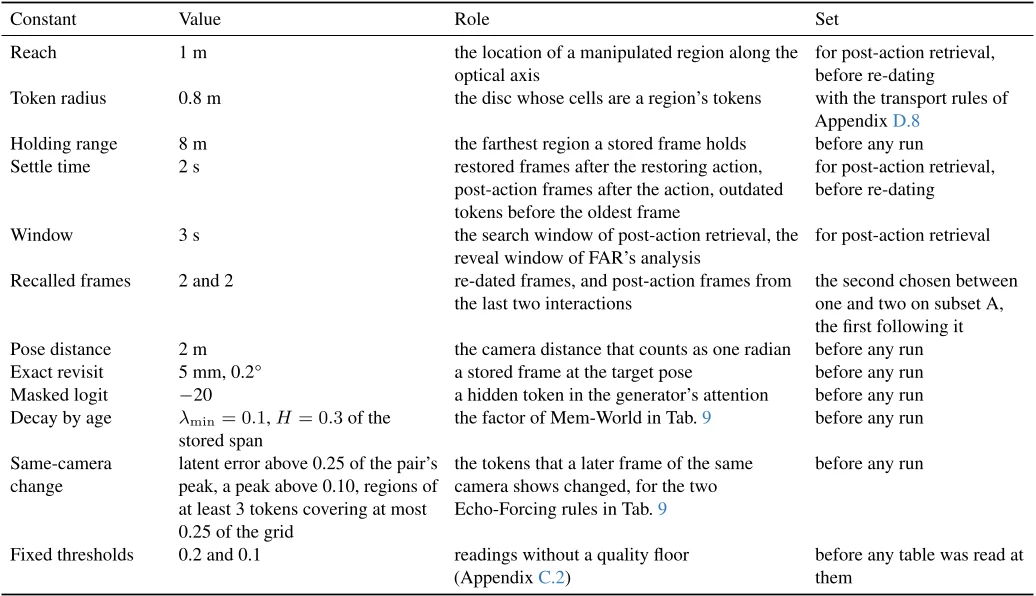 Constant Value Role Set
Reach 1 m the location of a manipulated region along the for post-action retrieval,
optical axis before re-dating
Token radius 0.8 m the disc whose cells are a region's tokens with the transport rules of
Appendix D.8
Holding range 8 m the farthest region a stored frame holds before any run
Settle time 2 s restored frames after the restoring action, for post-action retrieval,
post-action frames after the action, outdated before re-dating
tokens before the oldest frame
Window 3 s the search window of post-action retrieval, the for post-action retrieval
reveal window of FAR's analysis
Recalled frames 2 and 2 re-dated frames, and post-action frames from the second chosen between
the last two interactions one and two on subset A,
the first following it
Pose distance 2 m the camera distance that counts as one radian before any run
Exact revisit 5 mm, 0.2° a stored frame at the target pose before any run
Masked logit −20 a hidden token in the generator's attention before any run
Decay by age λmin = 0.1, H = 0.3 of the the factor of Mem-World in Tab. 9 before any run
stored span
Same-camera latent error above 0.25 of the pair's the tokens that a later frame of the same before any run
change peak, a peak above 0.10, regions of camera shows changed, for the two
at least 3 tokens covering at most Echo-Forcing rules in Tab. 9
0.25 of the grid
Fixed thresholds 0.2 and 0.1 readings without a quality floor before any table was read at
(Appendix C.2) them